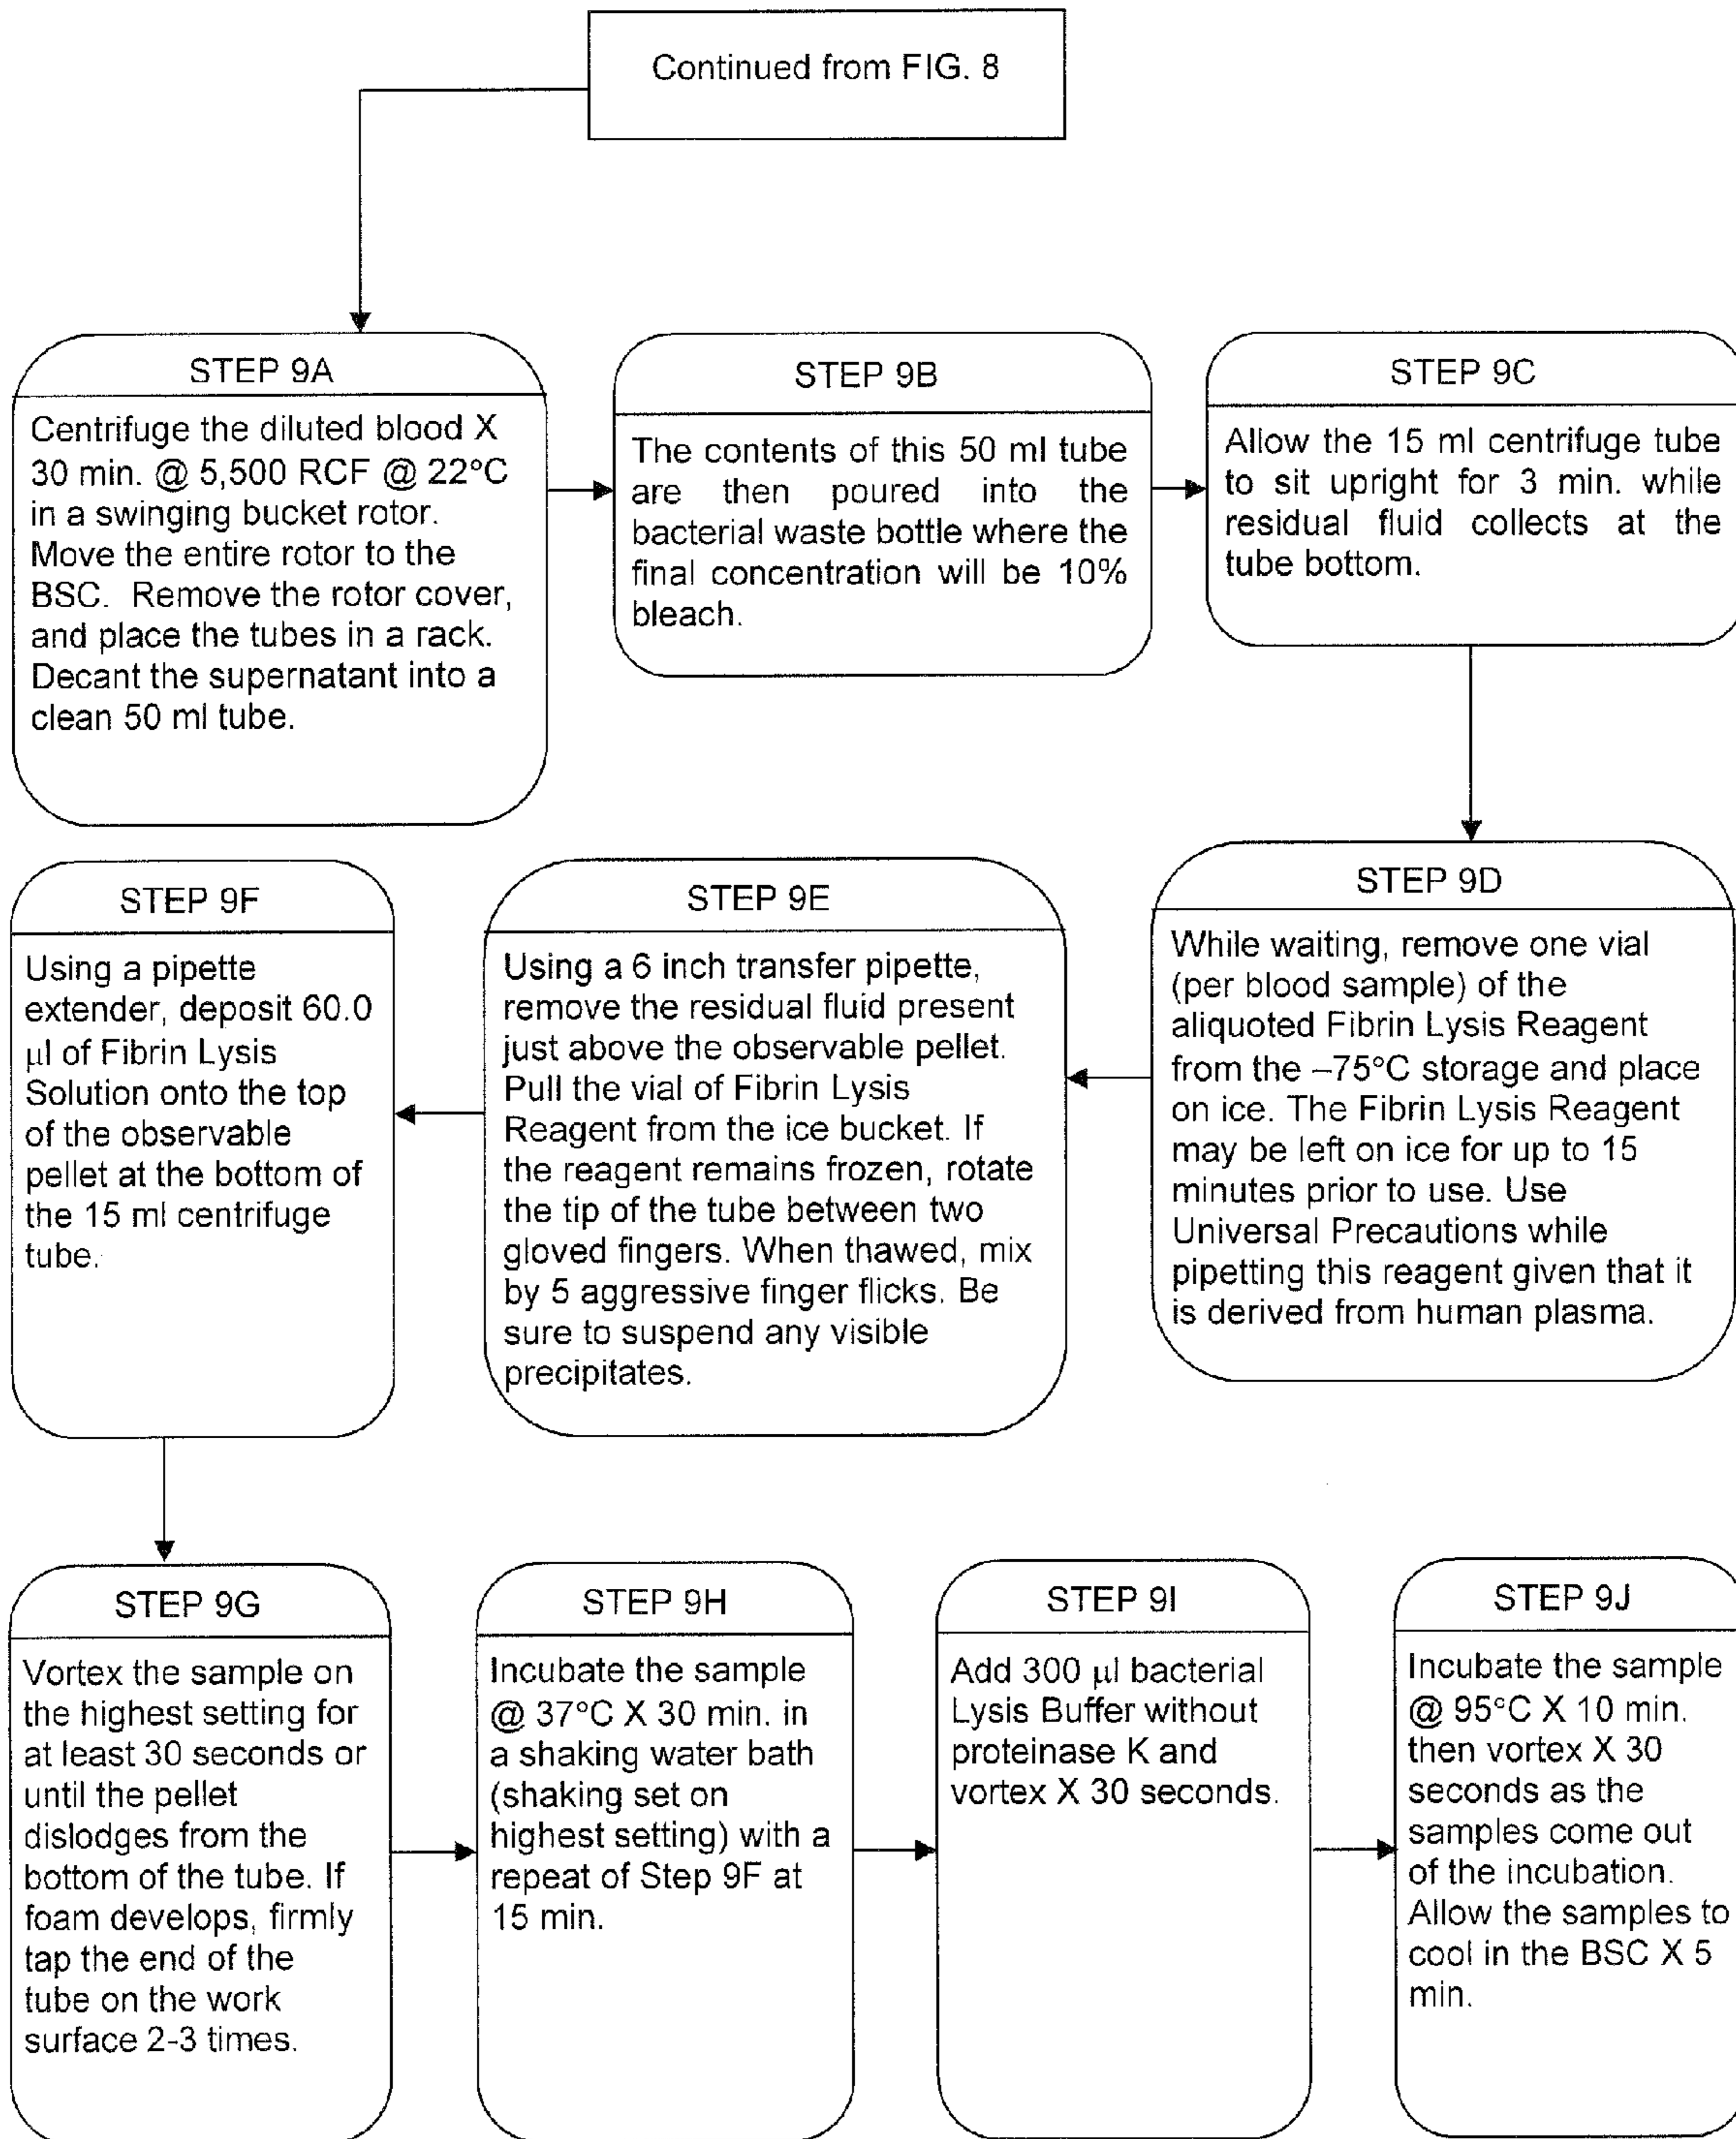 Continued from FIG. 8
STEP 9A
Centrifuge the diluted blood X
30 min. @ 5,500 RCF @ 22°C
in a swinging bucket rotor.
Move the entire rotor to the
BSC. Remove the rotor cover,
and place the tubes in a rack.
Decant the supernatant into a
clean 50 ml tube.
STEP 9B
The contents of this 50 ml tube
are then poured into the
bacterial waste bottle where the
final concentration will be 10%
bleach.
STEP 9C
Allow the 15 ml centrifuge tube
to sit upright for 3 min. while
residual fluid collects at the
tube bottom.
STEP 9D
While waiting, remove one vial
(per blood sample) of the
aliquoted Fibrin Lysis Reagent
from the –75°C storage and place
on ice. The Fibrin Lysis Reagent
may be left on ice for up to 15
minutes prior to use. Use
Universal Precautions while
pipetting this reagent given that it
is derived from human plasma.
STEP 9E
Using a 6 inch transfer pipette,
remove the residual fluid present
just above the observable pellet.
Pull the vial of Fibrin Lysis
Reagent from the ice bucket. If
the reagent remains frozen, rotate
the tip of the tube between two
gloved fingers. When thawed, mix
by 5 aggressive finger flicks. Be
sure to suspend any visible
precipitates.
STEP 9F
Using a pipette
extender, deposit 60.0
µl of Fibrin Lysis
Solution onto the top
of the observable
pellet at the bottom of
the 15 ml centrifuge
tube.
STEP 9G
Vortex the sample on
the highest setting for
at least 30 seconds or
until the pellet
dislodges from the
bottom of the tube. If
foam develops, firmly
tap the end of the
tube on the work
surface 2-3 times.
STEP 9H
Incubate the sample
@ 37°C X 30 min. in
a shaking water bath
(shaking set on
highest setting) with a
repeat of Step 9F at
15 min.
STEP 9I
Add 300 µl bacterial
Lysis Buffer without
proteinase K and
vortex X 30 seconds.
STEP 9J
Incubate the sample
@ 95°C X 10 min.
then vortex X 30
seconds as the
samples come out
of the incubation.
Allow the samples to
cool in the BSC X 5
min.